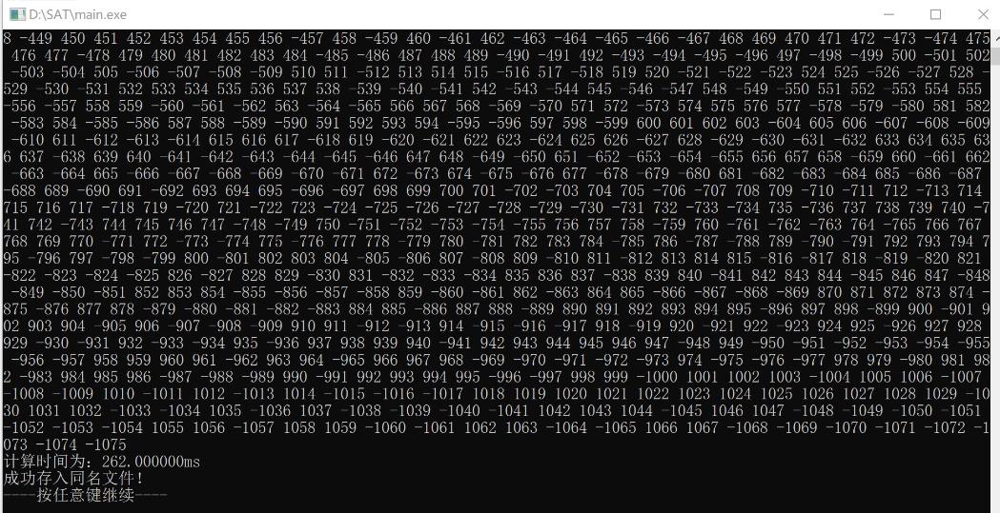 D:\SAT\main.exe
8 -449 450 451 452 453 454 455 456 -457 458 -459 460 -461 462 -463 -464 -465 -466 -467 468 469 470 471 472 -473 -474 475
476 477 -478 479 480 481 482 483 484 -485 -486 487 488 489 -490 -491 492 -493 -494 -495 -496 497 -498 -499 500 -501 502
-503 -504 505 -506 -507 -508 -509 510 511 -512 513 514 515 -516 517 -518 519 520 -521 -522 -523 524 525 -526 -527 528 -
529 -530 -531 532 533 534 535 536 537 538 -539 -540 -541 542 -543 -544 545 -546 -547 548 -549 -550 551 552 -553 554 555
-556 -557 558 559 -560 -561 -562 563 -564 -565 566 567 568 -569 -570 571 572 -573 574 575 576 577 -578 -579 -580 581 582
-583 584 -585 -586 587 588 -589 -590 591 592 593 594 -595 -596 597 598 -599 600 601 602 603 -604 605 606 -607 -608 -609
-610 611 -612 -613 -614 615 616 617 -618 619 -620 -621 622 623 -624 625 626 -627 628 -629 -630 -631 -632 633 634 635 63
6 637 -638 639 640 -641 -642 -643 -644 -645 -646 647 648 -649 -650 651 -652 -653 -654 -655 656 657 658 -659 660 -661 662
-663 -664 665 -666 -667 -668 -669 -670 -671 672 -673 674 -675 -676 677 -678 -679 -680 681 -682 -683 -684 685 -686 -687
-688 689 -690 691 -692 693 694 695 -696 -697 698 699 700 701 -702 -703 704 705 -706 -707 708 709 -710 -711 712 -713 714
715 716 717 -718 719 -720 721 -722 723 -724 -725 -726 -727 -728 -729 -730 -731 732 -733 -734 735 -736 737 738 739 740 -7
41 742 -743 744 745 746 747 -748 -749 750 -751 -752 -753 -754 -755 756 757 758 -759 760 -761 -762 -763 764 -765 766 767
768 769 770 -771 772 -773 -774 775 -776 777 778 -779 780 -781 782 783 784 -785 786 -787 -788 789 -790 -791 792 793 794 7
95 -796 797 -798 -799 800 -801 802 803 804 -805 -806 807 -808 809 -810 811 -812 813 814 815 -816 -817 818 -819 -820 821
-822 -823 -824 -825 826 -827 828 829 -830 831 -832 -833 -834 835 836 837 -838 839 840 -841 842 843 844 -845 846 847 -848
-849 -850 -851 852 853 854 -855 -856 -857 -858 859 -860 -861 862 -863 864 865 -866 -867 -868 -869 870 871 872 873 874 -
875 -876 877 878 -879 -880 -881 -882 -883 884 885 -886 887 888 -889 890 891 892 893 894 895 -896 897 898 -899 900 -901 9
02 903 904 -905 906 -907 -908 -909 910 911 -912 -913 914 -915 -916 -917 918 -919 920 -921 922 -923 924 925 -926 927 928
929 -930 -931 932 -933 -934 935 -936 937 938 939 940 -941 942 943 944 945 946 947 -948 949 -950 -951 -952 -953 -954 -955
-956 -957 958 959 960 961 -962 963 964 -965 966 967 968 -969 -970 -971 -972 -973 974 -975 -976 -977 978 979 -980 981 98
2 -983 984 985 986 -987 -988 -989 990 -991 992 993 994 995 -996 -997 998 999 -1000 1001 1002 1003 -1004 1005 1006 -1007
-1008 -1009 1010 -1011 1012 -1013 1014 -1015 -1016 -1017 1018 1019 1020 1021 1022 1023 1024 1025 1026 1027 1028 1029 -10
30 1031 1032 -1033 -1034 1035 -1036 1037 -1038 -1039 -1040 -1041 1042 1043 1044 -1045 1046 1047 -1048 -1049 -1050 -1051
-1052 -1053 -1054 1055 1056 -1057 1058 1059 -1060 -1061 1062 1063 -1064 -1065 1066 1067 -1068 -1069 -1070 -1071 -1072 -1
073 -1074 -1075
计算时间为: 262.000000ms
成功存入同名文件!
----按任意键继续----